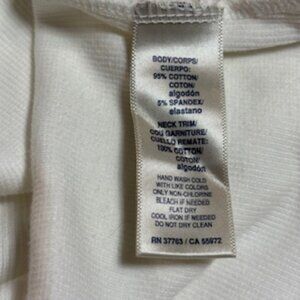 BODY/CORPS/
CUERPO:
95% COTTON/
COTON/
algodón
5% SPANDEX/
elastano
NECK TRIM/
COU GARNITURE/
CUELLO REMATE:
100% COTTON/
COTON/
algodón
HAND WASH COLD
WITH LIKE COLORS
ONLY NON-CHLORINE
BLEACH IF NEEDED
FLAT DRY
COOL IRON IF NEEDED
DO NOT DRY CLEAN
RN 37763 / CA 55972